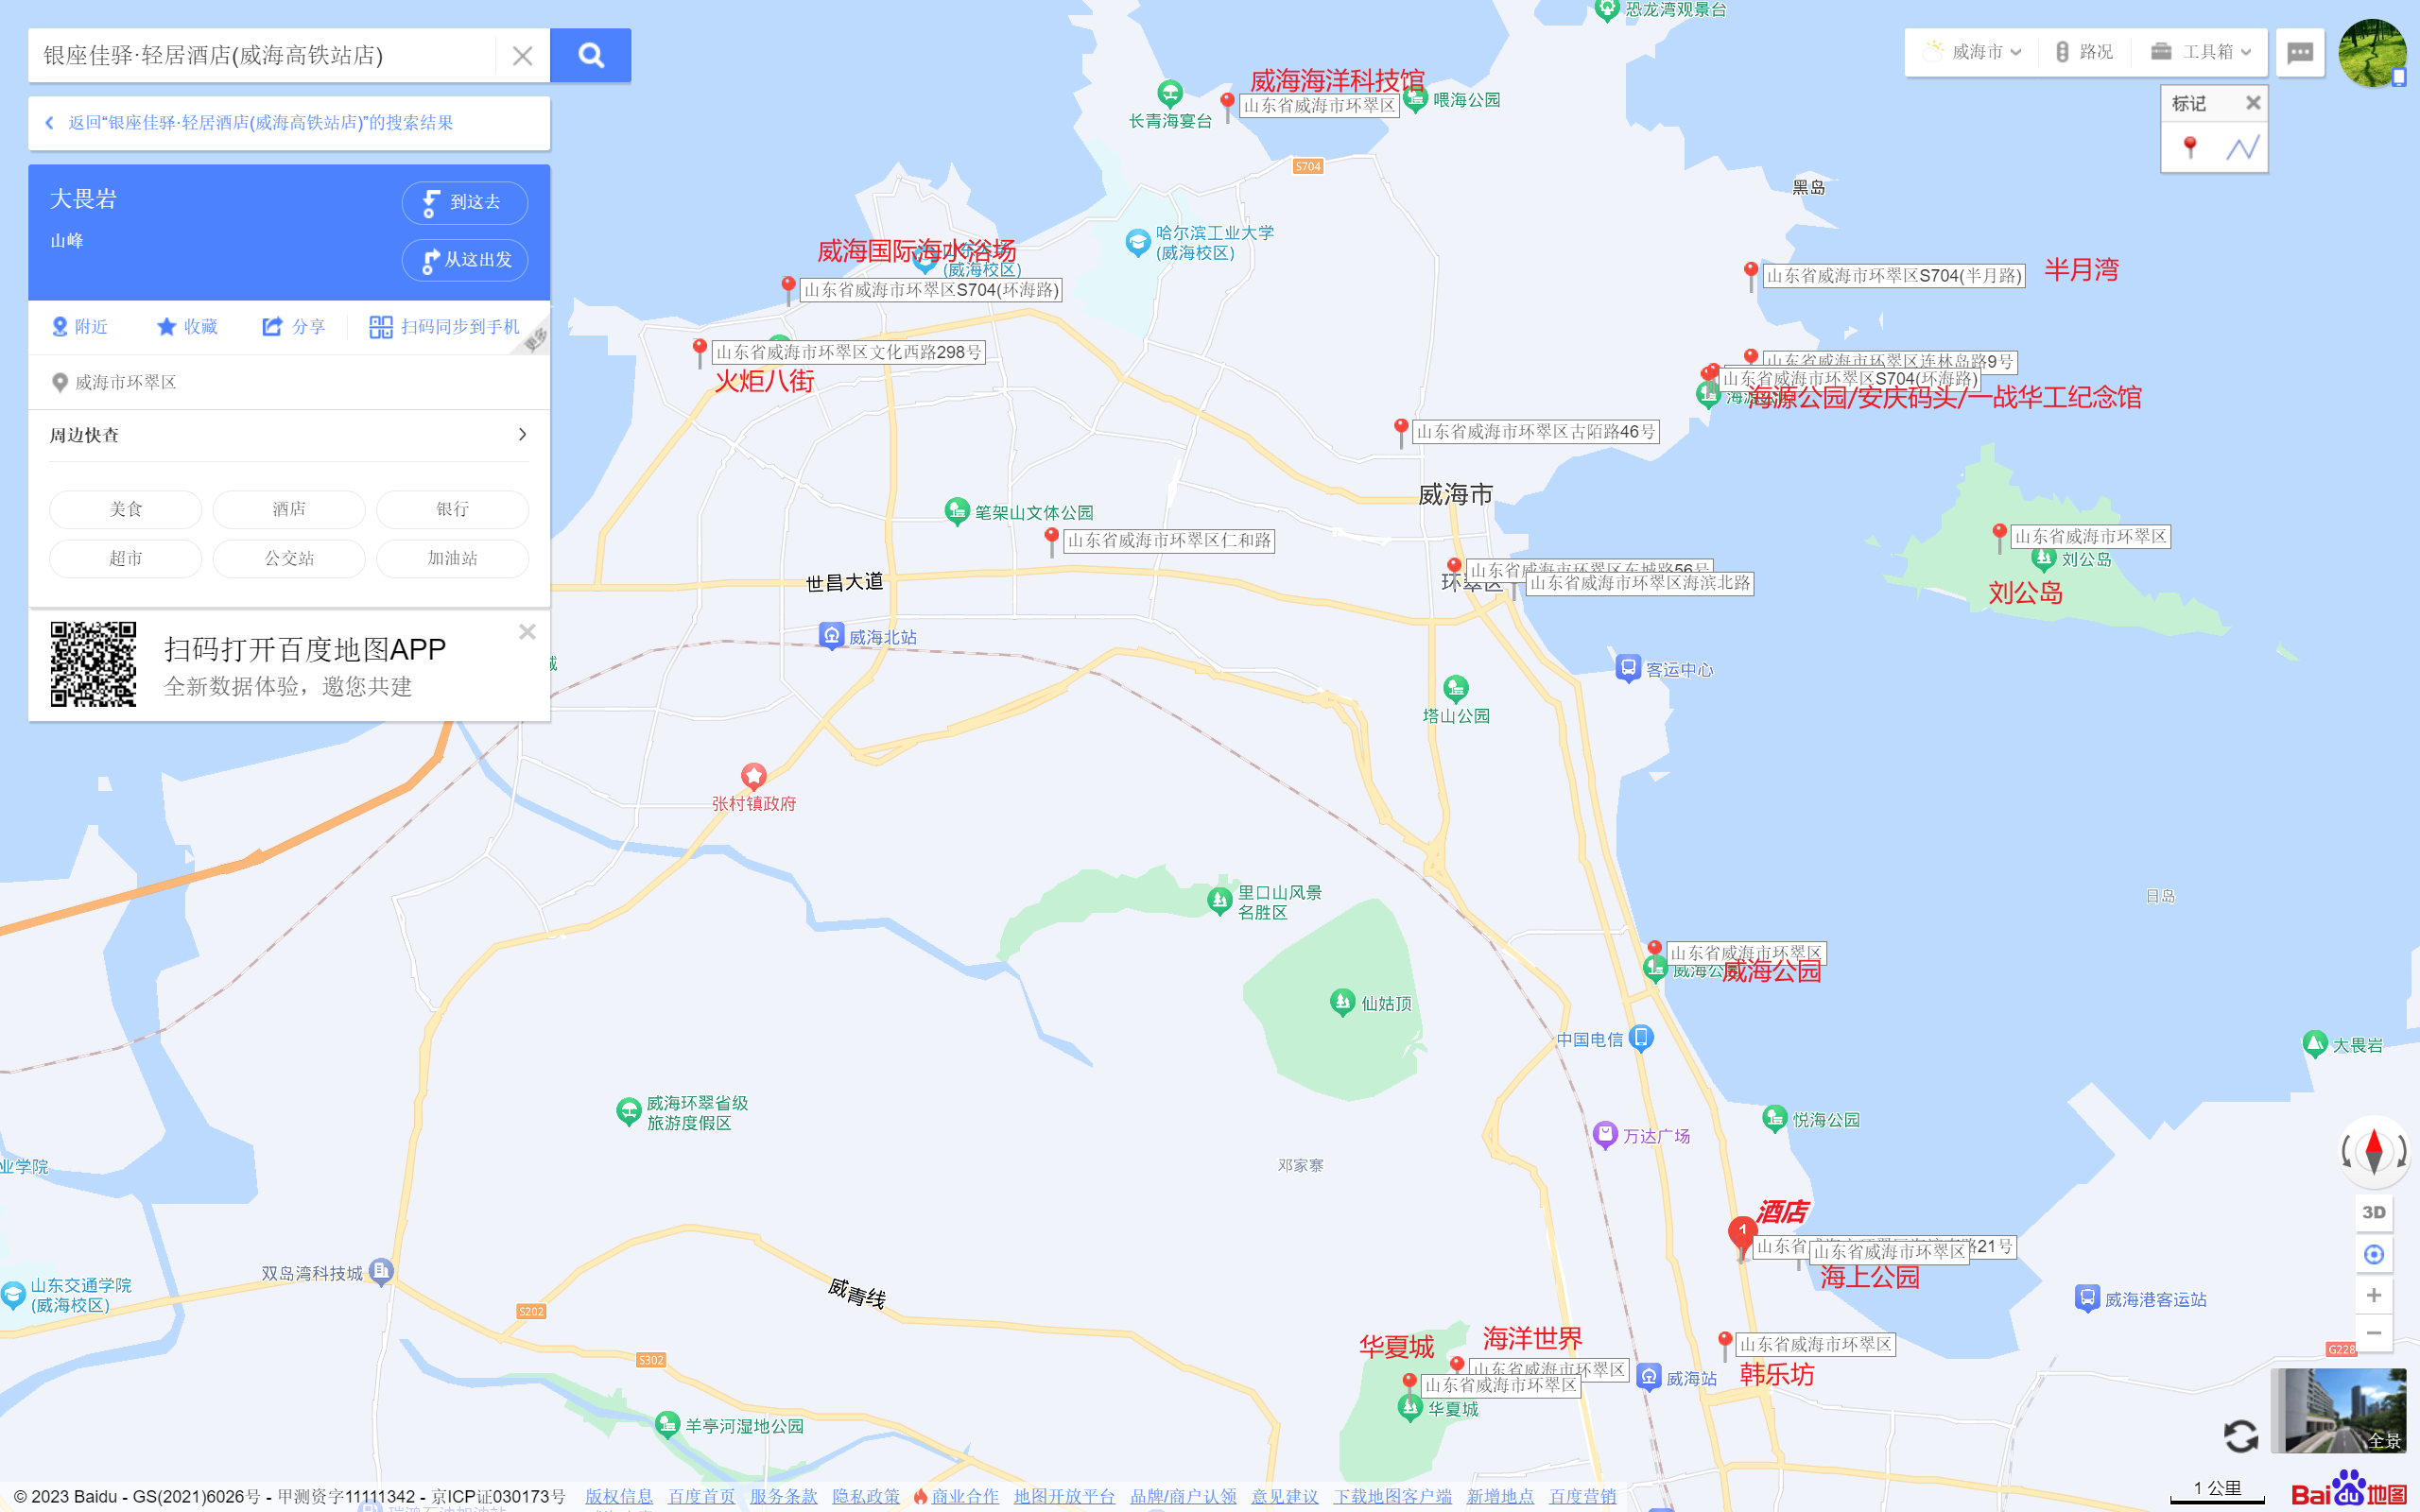 银座佳驿·轻居酒店(威海高铁站店)
返回“银座佳驿·轻居酒店(威海高铁站店)”的搜索结果
大畏岩
山峰
到这去
从这出发
附近
收藏
分享
扫码同步到手机
更多
威海市环翠区
周边快查
美食
酒店
银行
超市
公交站
加油站
扫码打开百度地图APP
全新数据体验，邀您共建
威海市
路况
工具箱
标记
恐龙湾观景台
威海海洋科技馆
山东省威海市环翠区
喂海公园
长青海宴台
S704
黑岛
哈尔滨工业大学
(威海校区)
威海国际海水浴场
(威海校区)
山东省威海市环翠区S704(环海路)
山东省威海市环翠区S704(半月路)
半月湾
山东省威海市环翠区文化西路298号
火炬八街
山东省威海市环翠区连林岛路9号
山东省威海市环翠区S704(环海路)
海源公园/安庆码头/一战华工纪念馆
山东省威海市环翠区古陌路46号
威海市
笔架山文体公园
山东省威海市环翠区仁和路
山东省威海市环翠区
刘公岛
刘公岛
世昌大道
山东省威海市环翠区东城路56号
环翠区
山东省威海市环翠区海滨北路
威海北站
客运中心
塔山公园
张村镇政府
里口山风景
名胜区
日岛
山东省威海市环翠区
威海公园
威海公园
仙姑顶
中国电信
大畏岩
威海环翠省级
旅游度假区
悦海公园
万达广场
邓家寨
业学院
酒店
1
山东省威海市环翠区
海上公园
双岛湾科技城
山东交通学院
(威海校区)
S202
威青线
威海港客运站
S302
华夏城
海洋世界
山东省威海市环翠区
山东省威海市环翠区
华夏城
威海站
山东省威海市环翠区
韩乐坊
G228
羊亭河湿地公园
3D
全景
1 公里
Bai du 地图
© 2023 Baidu - GS(2021)6026号 - 甲测资字11111342 - 京ICP证030173号
版权信息
百度首页
服务条款
隐私政策
商业合作
地图开放平台
品牌/商户认领
意见建议
下载地图客户端
新增地点
百度营销